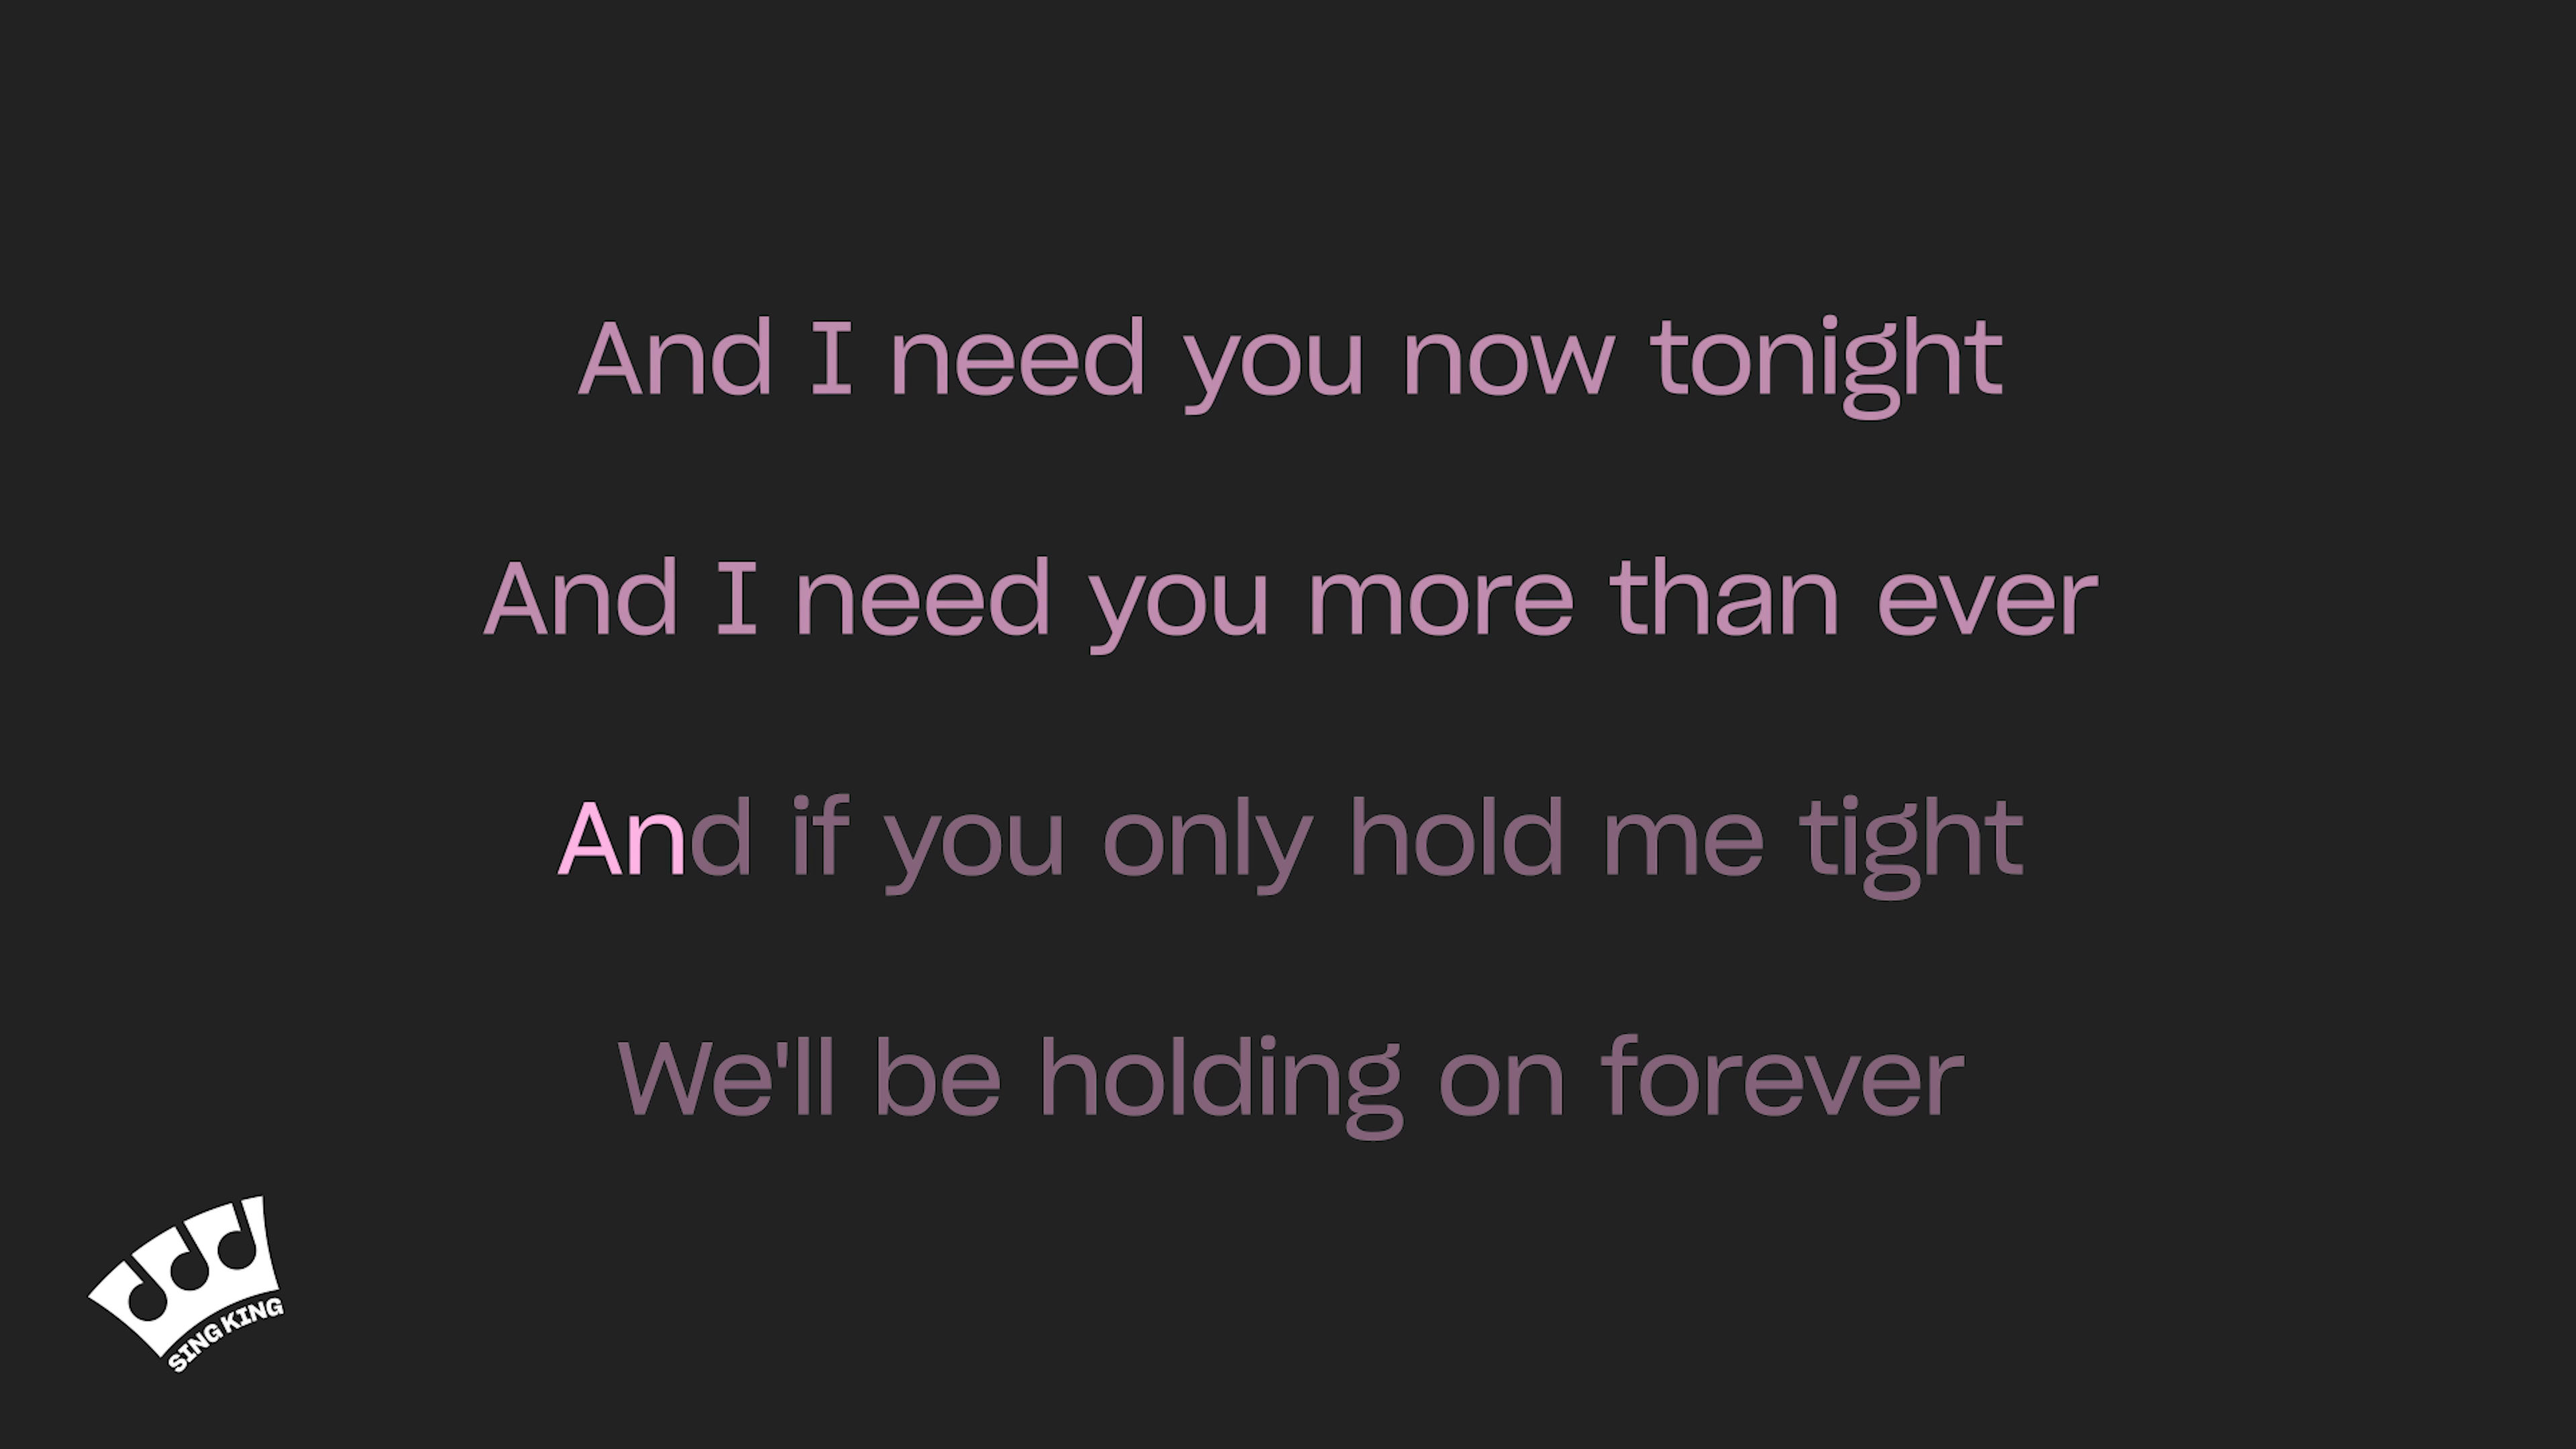 And I need you now tonight
And I need you more than ever
And if you only hold me tight
We'll be holding on forever
SING KING